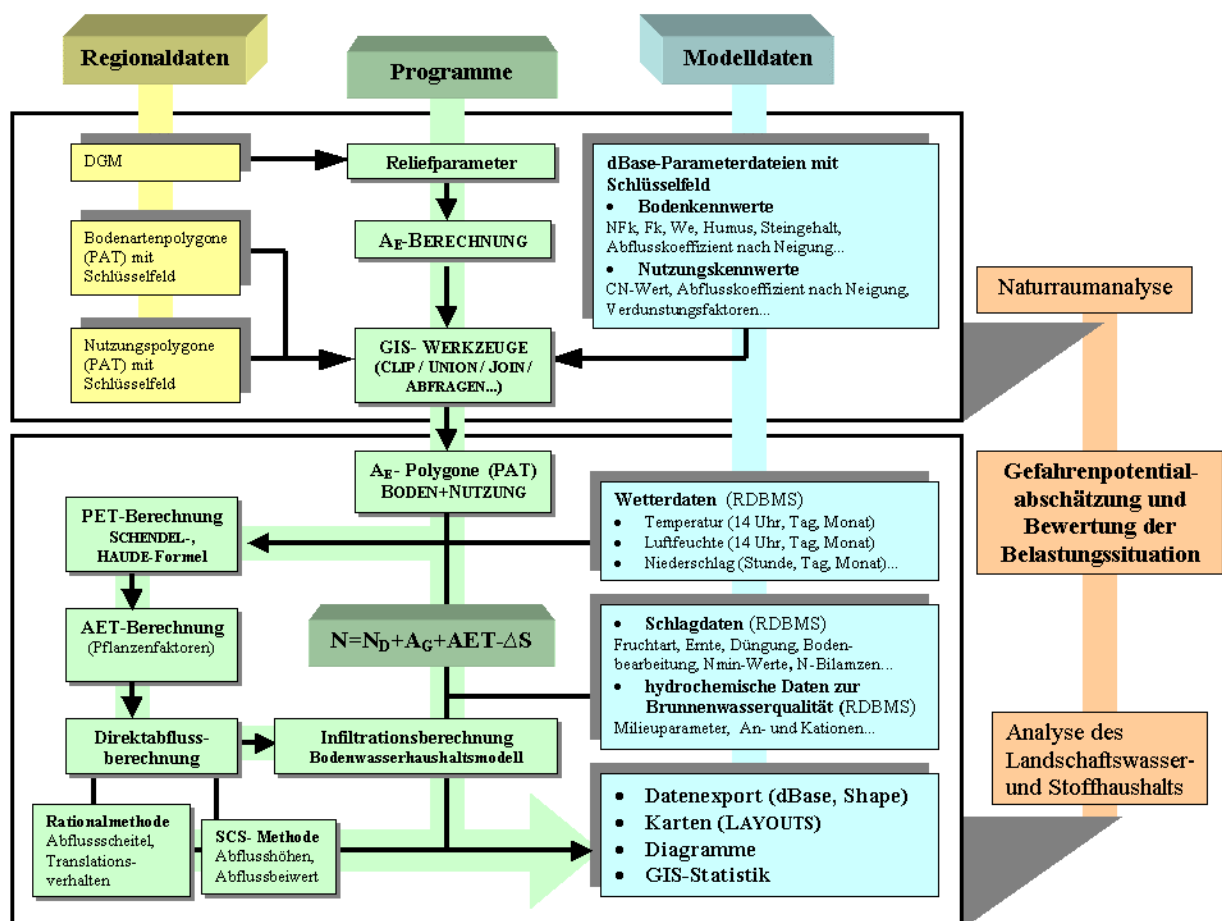 Regionaldaten
Programme
Modelldaten
DGM
Reliefparameter
dBase-Parameterdateien mit
Schlüsselfeld
• Bodenkennwerte
NFk, Fk, We, Humus, Steingehalt,
Abflusskoeffizient nach Neigung...
• Nutzungskennwerte
CN-Wert, Abflusskoeffizient nach Neigung,
Verdunstungsfaktoren...
Bodenartenpolygone
(PAT) mit
Schlüsselfeld
AE-BERECHNUNG
Nutzungspolygone
(PAT) mit
Schlüsselfeld
GIS- WERKZEUGE
(CLIP / UNION / JOIN /
ABFRAGEN...)
Naturraumanalyse
AE- Polygone (PAT)
BODEN+NUTZUNG
Gefahrenpotential-
abschätzung und
Bewertung der
Belastungssituation
PET-Berechnung
SCHENDEL-,
HAUDE-Formel
Wetterdaten (RDBMS)
• Temperatur (14 Uhr, Tag, Monat)
• Luftfeuchte (14 Uhr, Tag, Monat)
• Niederschlag (Stunde, Tag, Monat)...
AET-Berechnung
(Pflanzenfaktoren)
N=ND+AG+AET-ΔS
• Schlagdaten (RDBMS)
Fruchtart, Ernte, Düngung, Boden-
bearbeitung, Nmin-Werte, N-Bilamzen...
• hydrochemische Daten zur
Brunnenwasserqualität (RDBMS)
Milieuparameter, An- und Kationen...
Direktabfluss-
berechnung
Infiltrationsberechnung
Bodenwasserhaushaltsmodell
Analyse des
Landschaftswasser-
und Stoffhaushalts
Rationalmethode
Abflussscheitel,
Translations-
verhalten
SCS- Methode
Abflusshöhen,
Abflussbeiwert
• Datenexport (dBase, Shape)
• Karten (LAYOUTS)
• Diagramme
• GIS-Statistik